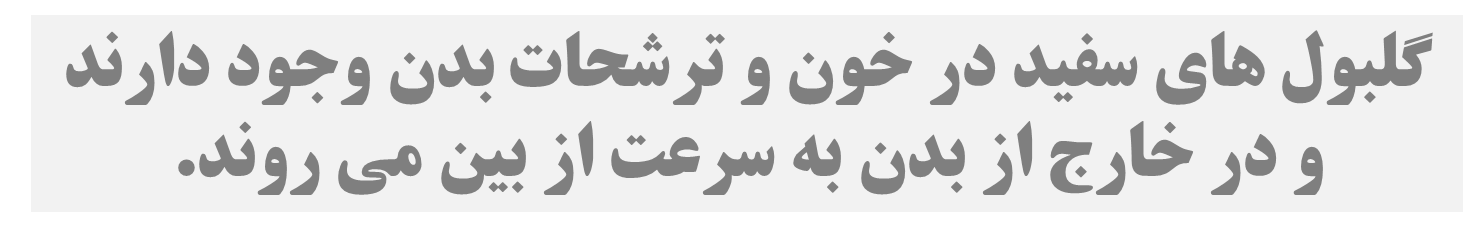 گلبول های سفید در خون و ترشحات بدن وجود دارند
و در خارج از بدن به سرعت از بین می روند.